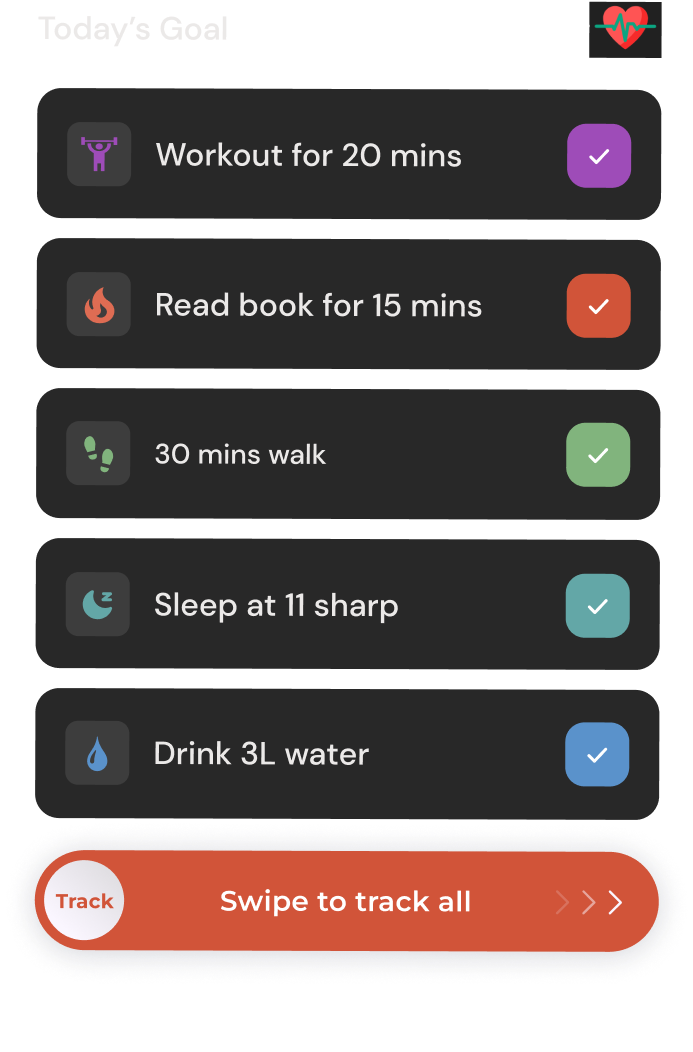 Today’s Goal
Workout for 20 mins
Read book for 15 mins
30 mins walk
Sleep at 11 sharp
Drink 3L water
Track
Swipe to track all